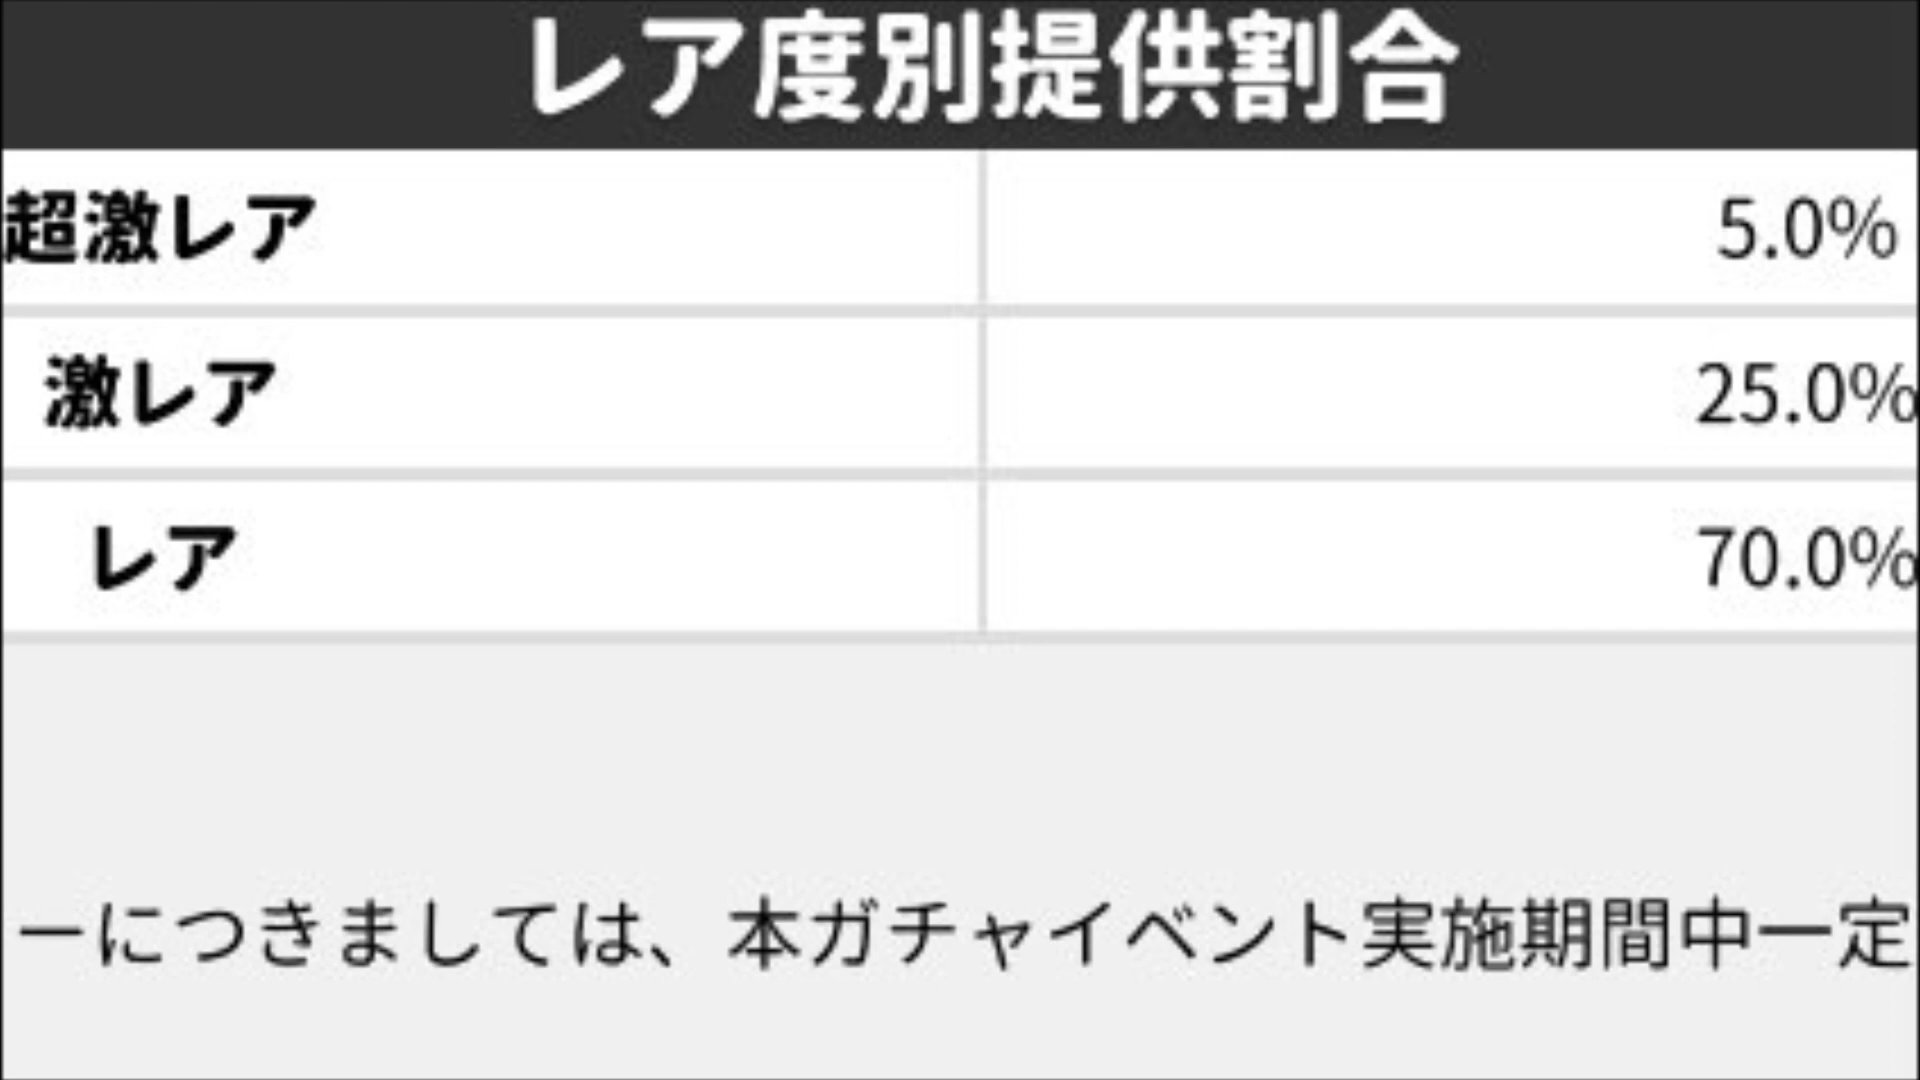 レア度別提供割合
超激レア 5.0%
激レア 25.0%
レア 70.0%
ーにつきましては、本ガチャイベント実施期間中一定